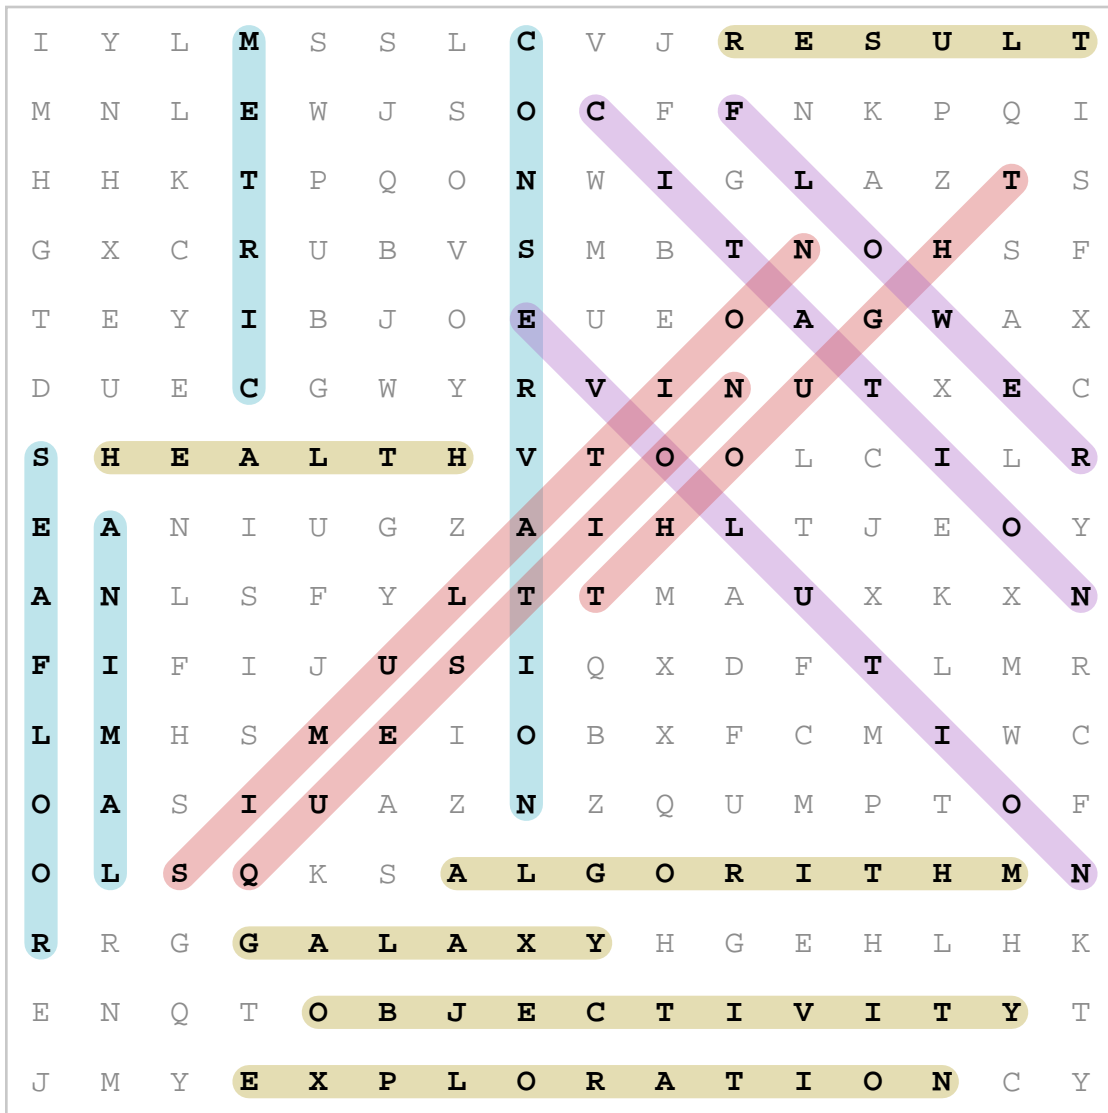 I Y L M S S L C V J R E S U L T
M N L E W J S O C F F N K P Q I
H H K T P Q O N W I G L A Z T S
G X C R U B V S M B T N O H S F
T E Y I B J O E U E O A G W A X
D U E C G W Y R V I N U T X E C
S H E A L T H V T O O L C I L R
E A N I U G Z A I H L T J E O Y
A N L S F Y L T T M A U X K X N
F I F I J U S I Q X D F T L M R
L M H S M E I O B X F C M I W C
O A S I U A Z N Z Q U M P T O F
O L S Q K S A L G O R I T H M N
R R G G A L A X Y H G E H L H K
E N Q T O B J E C T I V I T Y T
J M Y E X P L O R A T I O N C Y